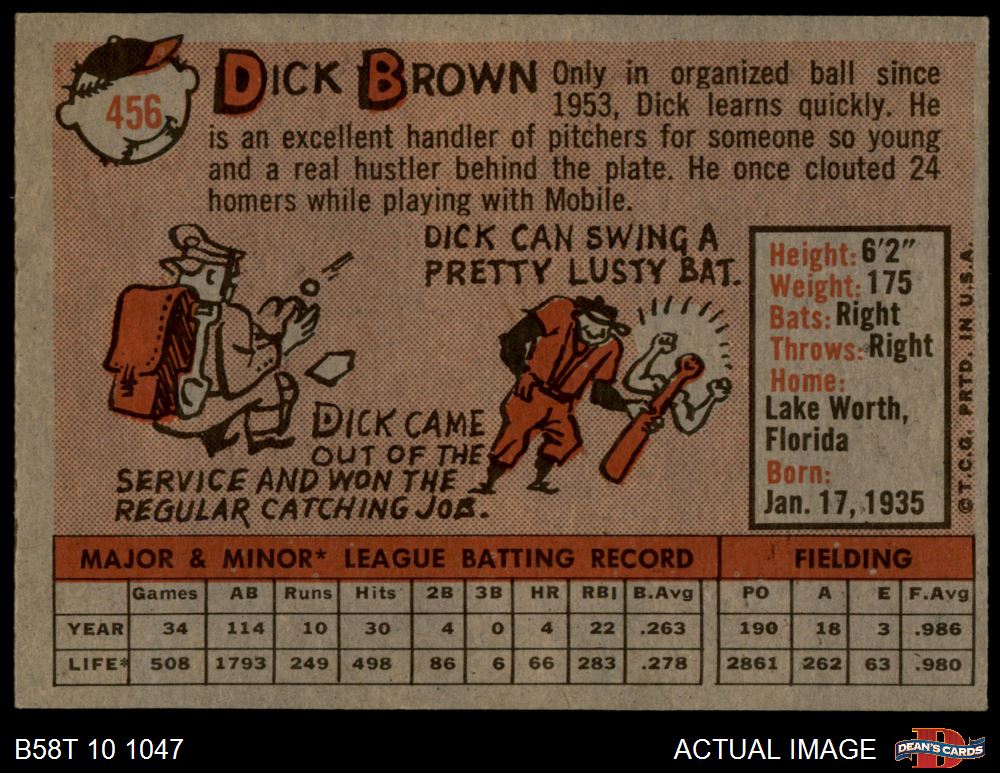 456
DICK BROWN Only in organized ball since
1953, Dick learns quickly. He
is an excellent handler of pitchers for someone so young
and a real hustler behind the plate. He once clouted 24
homers while playing with Mobile.
DICK CAN SWING A
PRETTY LUSTY BAT.
DICK CAME
OUT OF THE
SERVICE AND WON THE
REGULAR CATCHING JOB.
Height: 6'2"
Weight: 175
Bats: Right
Throws: Right
Home:
Lake Worth,
Florida
Born:
Jan. 17, 1935
© T.C.G. PRTD. IN U.S.A.
MAJOR & MINOR* LEAGUE BATTING RECORD FIELDING
Games AB Runs Hits 2B 3B HR RBI B.Avg PO A E F.Avg
YEAR 34 114 10 30 4 0 4 22 .263 190 18 3 .986
LIFE* 508 1793 249 498 86 6 66 283 .278 2861 262 63 .980
B58T 10 1047 ACTUAL IMAGE D DEAN'S CARDS